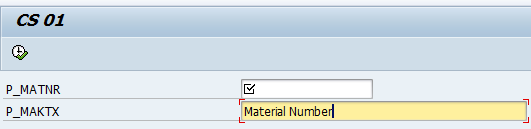 CS 01
P_MATNR
P_MAKTX Material Number